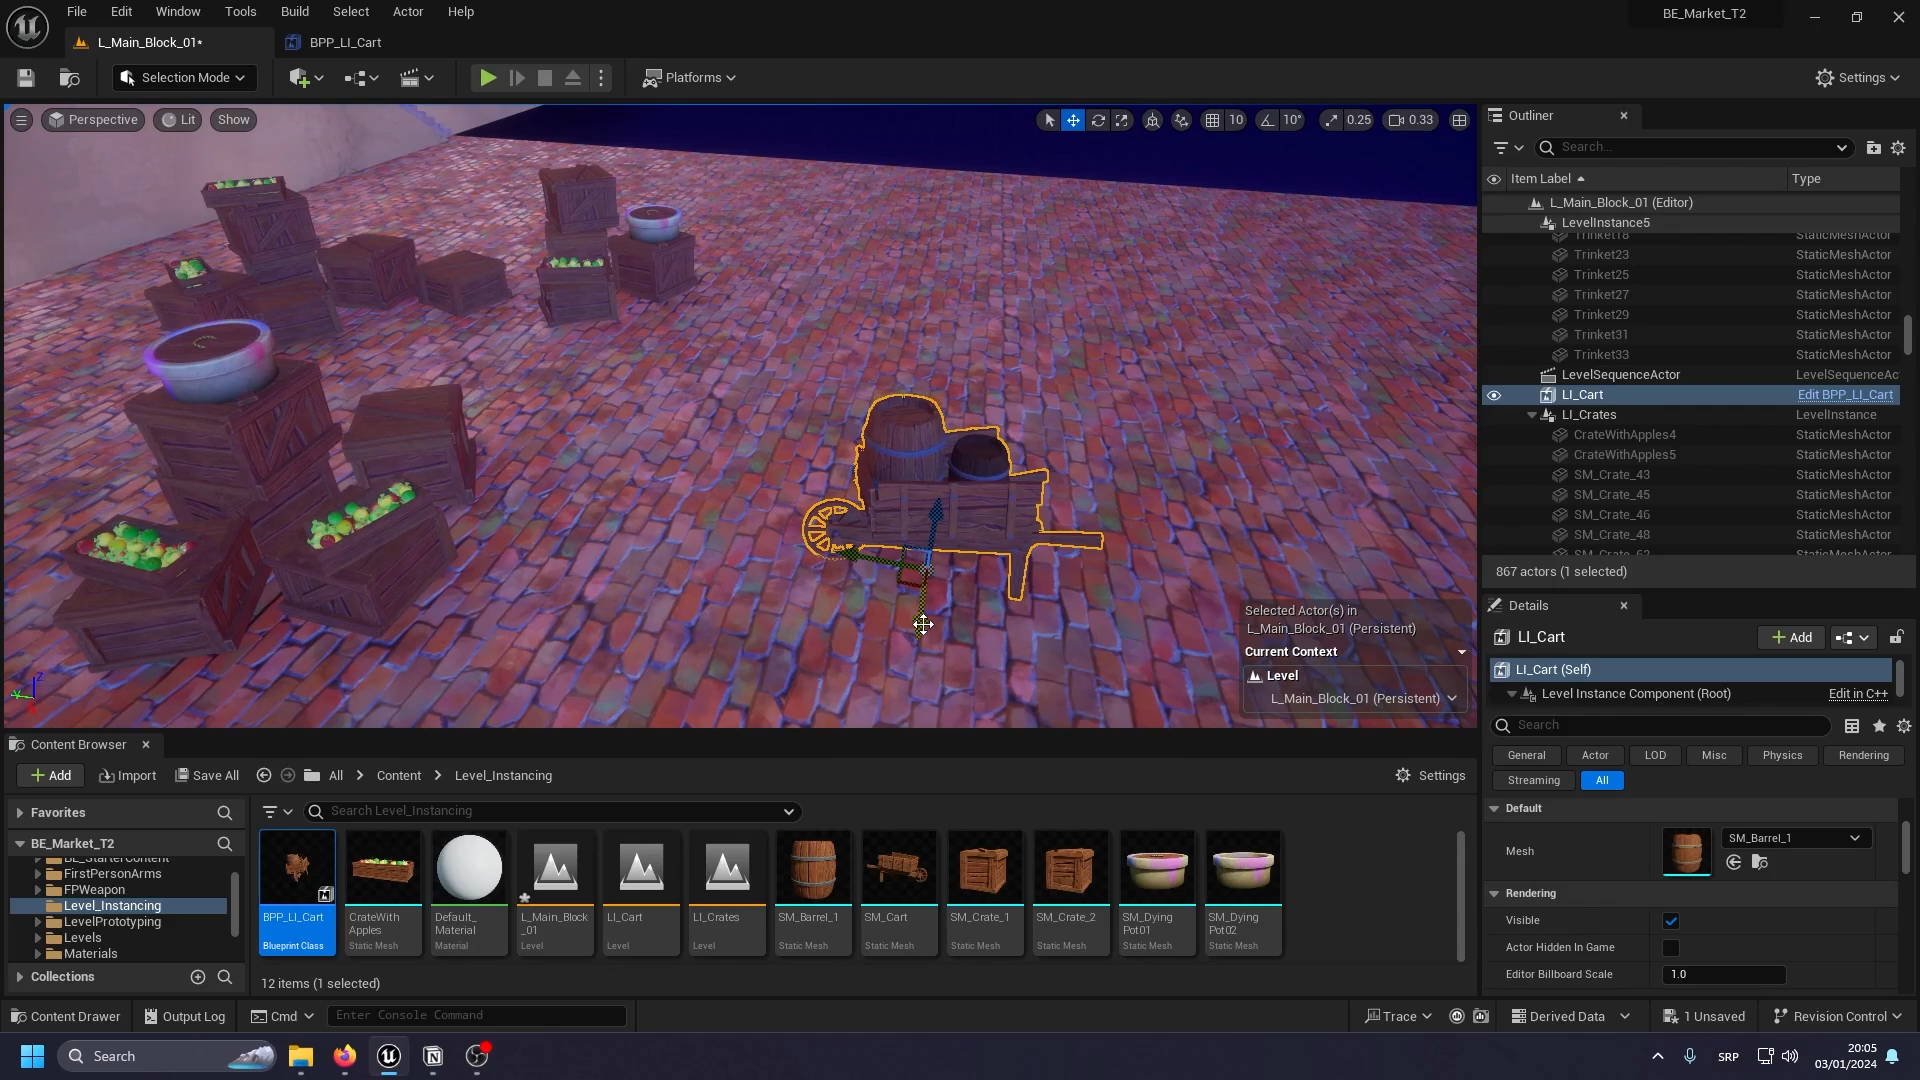 File Edit Window Tools Build Select Actor Help
BE_Market_T2
L_Main_Block_01*
BPP_LI_Cart
Selection Mode
Platforms
Settings
Perspective
Lit
Show
10
10°
0.25
0.33
Outliner
Search...
Item Label
Type
L_Main_Block_01 (Editor)
LevelInstance5
Trinket18 StaticMeshActor
Trinket23 StaticMeshActor
Trinket25 StaticMeshActor
Trinket27 StaticMeshActor
Trinket29 StaticMeshActor
Trinket31 StaticMeshActor
Trinket33 StaticMeshActor
LevelSequenceActor LevelSequenceAc
LI_Cart Edit BPP_LI_Cart
LI_Crates LevelInstance
CrateWithApples4 StaticMeshActor
CrateWithApples5 StaticMeshActor
SM_Crate_43 StaticMeshActor
SM_Crate_45 StaticMeshActor
SM_Crate_46 StaticMeshActor
SM_Crate_48 StaticMeshActor
SM_Crate_62 StaticMeshActor
867 actors (1 selected)
Selected Actor(s) in
L_Main_Block_01 (Persistent)
Current Context
Level
L_Main_Block_01 (Persistent)
Details
LI_Cart
Add
LI_Cart (Self)
Level Instance Component (Root) Edit in C++
Search
General Actor LOD Misc Physics Rendering
Streaming All
Default
Mesh
SM_Barrel_1
Rendering
Visible
Actor Hidden In Game
Editor Billboard Scale 1.0
Content Browser
Add Import Save All All Content Level_Instancing Settings
Favorites
BE_Market_T2
BE_StarterContent
FirstPersonArms
FPWeapon
Level_Instancing
LevelPrototyping
Levels
Materials
Collections
Search Level_Instancing
BPP_LI_Cart
Blueprint Class
CrateWith
Apples
Static Mesh
Default_
Material
Material
L_Main_Block
_01
Level
LI_Cart
Level
LI_Crates
Level
SM_Barrel_1
Static Mesh
SM_Cart
Static Mesh
SM_Crate_1
Static Mesh
SM_Crate_2
Static Mesh
SM_Dying
Pot01
Static Mesh
SM_Dying
Pot02
Static Mesh
12 items (1 selected)
Content Drawer Output Log Cmd Enter Console Command
Trace Derived Data 1 Unsaved Revision Control
Search
SRP
20:05
03/01/2024